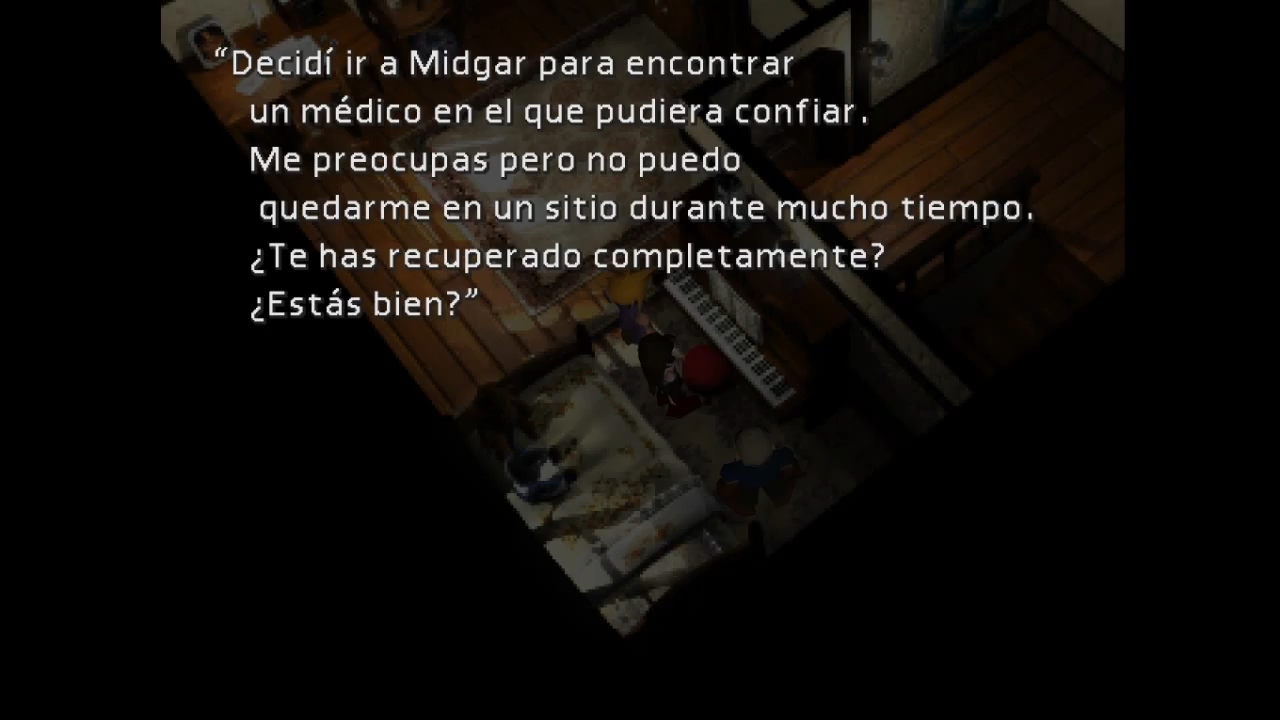 “Decidí ir a Midgar para encontrar
un médico en el que pudiera confiar.
Me preocupas pero no puedo
quedarme en un sitio durante mucho tiempo.
¿Te has recuperado completamente?
¿Estás bien?”